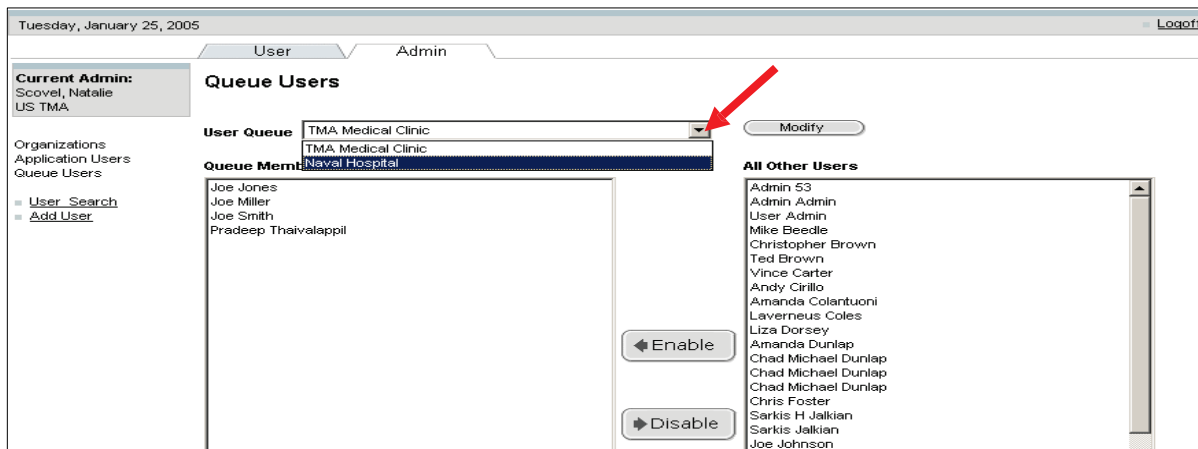 Tuesday, January 25, 2005
Logoff
User
Admin
Current Admin:
Scovel, Natalie
US TMA
Organizations
Application Users
Queue Users
User Search
Add User
Queue Users
User Queue
TMA Medical Clinic
Modify
TMA Medical Clinic
Naval Hospital
Queue Memb
Joe Jones
Joe Miller
Joe Smith
Pradeep Thaivalappil
Enable
Disable
All Other Users
Admin 53
Admin Admin
User Admin
Mike Beedle
Christopher Brown
Ted Brown
Vince Carter
Andy Cirillo
Amanda Colantuoni
Laverneus Coles
Liza Dorsey
Amanda Dunlap
Chad Michael Dunlap
Chad Michael Dunlap
Chad Michael Dunlap
Chris Foster
Sarkis H Jalkian
Sarkis Jalkian
Joe Johnson